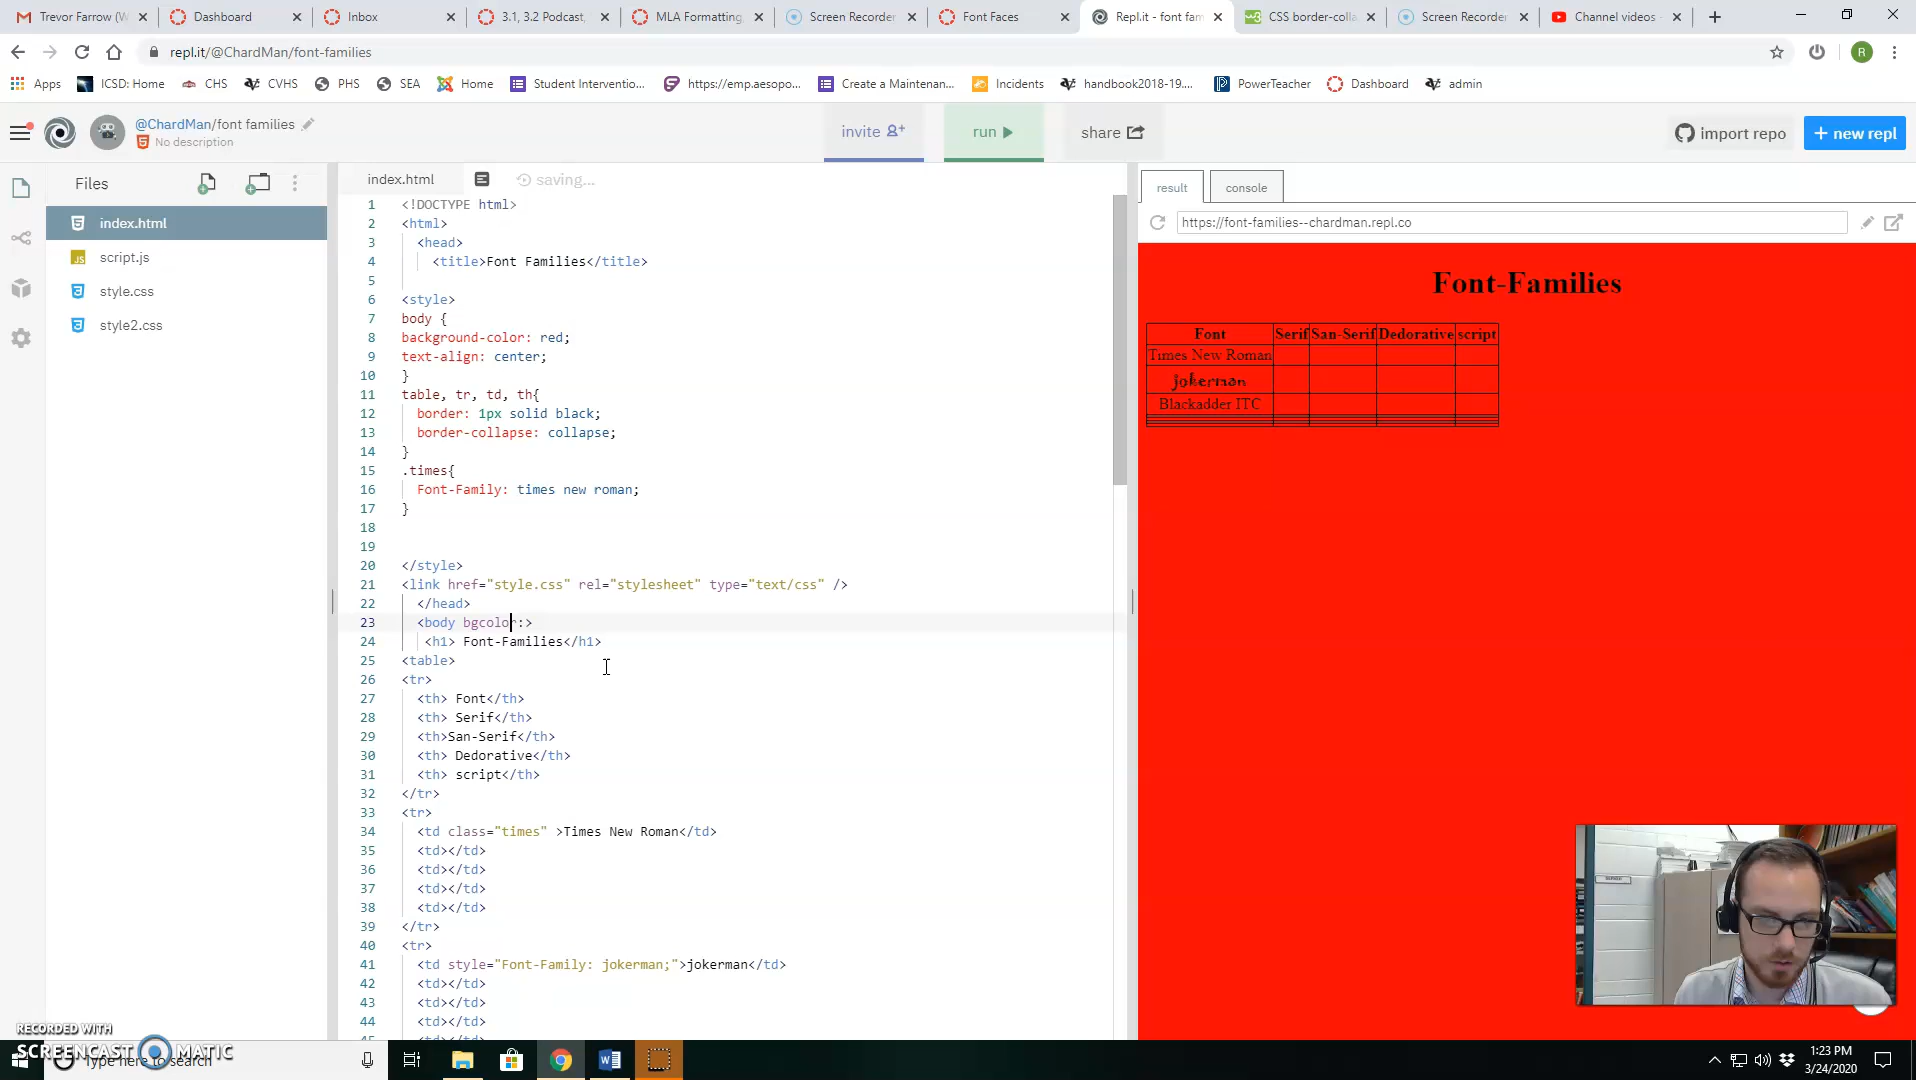 Trevor Farrow (W
Dashboard
Inbox
3.1, 3.2 Podcast,
MLA Formatting,
Screen Recorder
Font Faces
Repl.it - font fam
CSS border-colla
Screen Recorder
Channel videos
repl.it/@ChardMan/font-families
R
Apps
ICSD: Home
CHS
CVHS
PHS
SEA
Home
Student Interventio...
https://emp.aesopo...
Create a Maintenan...
Incidents
handbook2018-19....
PowerTeacher
Dashboard
admin
@ChardMan/font families
No description
invite
run
share
import repo
+ new repl
Files
index.html
script.js
style.css
style2.css
index.html
saving...
1 <!DOCTYPE html>
2 <html>
3 <head>
4 <title>Font Families</title>
5
6 <style>
7 body {
8 background-color: red;
9 text-align: center;
10 }
11 table, tr, td, th{
12 border: 1px solid black;
13 border-collapse: collapse;
14 }
15 .times{
16 Font-Family: times new roman;
17 }
18
19
20 </style>
21 <link href="style.css" rel="stylesheet" type="text/css" />
22 </head>
23 <body bgcolor:>
24 <h1> Font-Families</h1>
25 <table>
26 <tr>
27 <th> Font</th>
28 <th> Serif</th>
29 <th>San-Serif</th>
30 <th> Dedorative</th>
31 <th> script</th>
32 </tr>
33 <tr>
34 <td class="times" >Times New Roman</td>
35 <td></td>
36 <td></td>
37 <td></td>
38 <td></td>
39 </tr>
40 <tr>
41 <td style="Font-Family: jokerman;">jokerman</td>
42 <td></td>
43 <td></td>
44 <td></td>
result
console
https://font-families--chardman.repl.co
Font-Families
Font Serif San-Serif Dedorative script
Times New Roman
jokerman
Blackadder ITC
RECORDED WITH
SCREENCAST MATIC
Type here to search
1:23 PM
3/24/2020